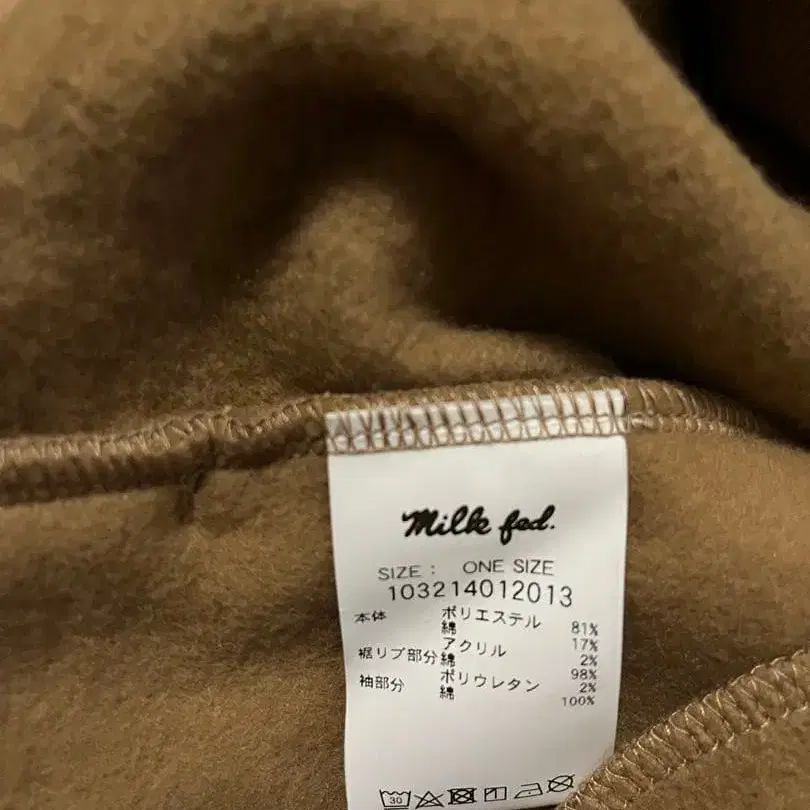 Milk fed.
SIZE : ONE SIZE
103214012013
本体 ポリエステル 81%
綿 17%
アクリル 2%
裾リブ部分 綿 98%
ポリウレタン 2%
袖部分 綿 100%
30